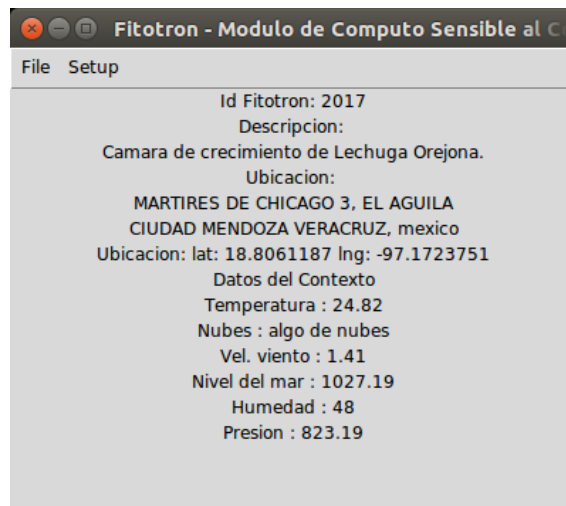 Fitotron - Modulo de Computo Sensible al
File Setup
Id Fitotron: 2017
Descripcion:
Camara de crecimiento de Lechuga Orejona.
Ubicacion:
MARTIRES DE CHICAGO 3, EL AGUILA
CIUDAD MENDOZA VERACRUZ, mexico
Ubicacion: lat: 18.8061187 lng: -97.1723751
Datos del Contexto
Temperatura : 24.82
Nubes : algo de nubes
Vel. viento : 1.41
Nivel del mar : 1027.19
Humedad : 48
Presion : 823.19